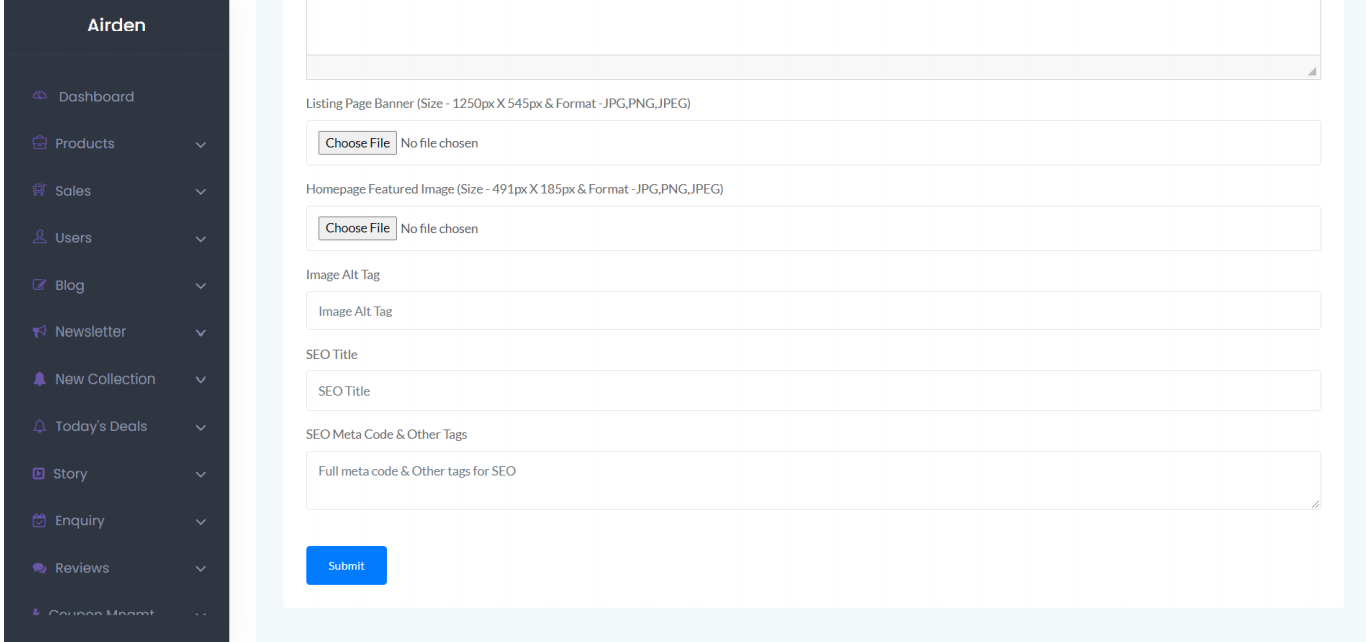 Airden
Dashboard
Products
Sales
Users
Blog
Newsletter
New Collection
Today's Deals
Story
Enquiry
Reviews
Coupon Mngmt
Listing Page Banner (Size - 1250px X 545px & Format -JPG,PNG,JPEG)
Choose File No file chosen
Homepage Featured Image (Size - 491px X 185px & Format -JPG,PNG,JPEG)
Choose File No file chosen
Image Alt Tag
Image Alt Tag
SEO Title
SEO Title
SEO Meta Code & Other Tags
Full meta code & Other tags for SEO
Submit